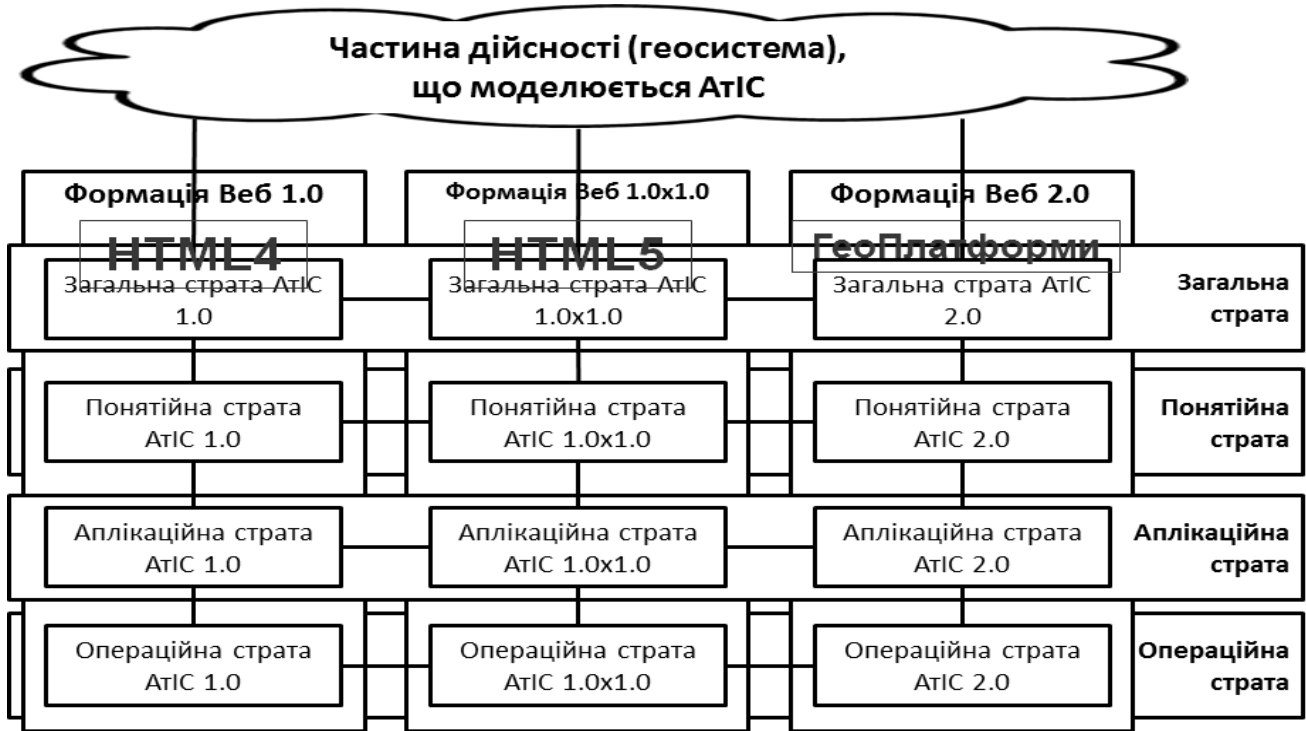 Частина дійсності (геосистема),
що моделюється АтІС
Формація Веб 1.0
Формація Веб 1.0х1.0
Формація Веб 2.0
HTML4
HTML5
ГеоПлатформи
Загальна страта АтІС
1.0
Загальна страта АтІС
1.0х1.0
Загальна страта АтІС
2.0
Загальна
страта
Понятійна страта
АтІС 1.0
Понятійна страта
АтІС 1.0х1.0
Понятійна страта
АтІС 2.0
Понятійна
страта
Аплікаційна страта
АтІС 1.0
Аплікаційна страта
АтІС 1.0х1.0
Аплікаційна страта
АтІС 2.0
Аплікаційна
страта
Операційна страта
АтІС 1.0
Операційна страта
АтІС 1.0х1.0
Операційна страта
АтІС 2.0
Операційна
страта